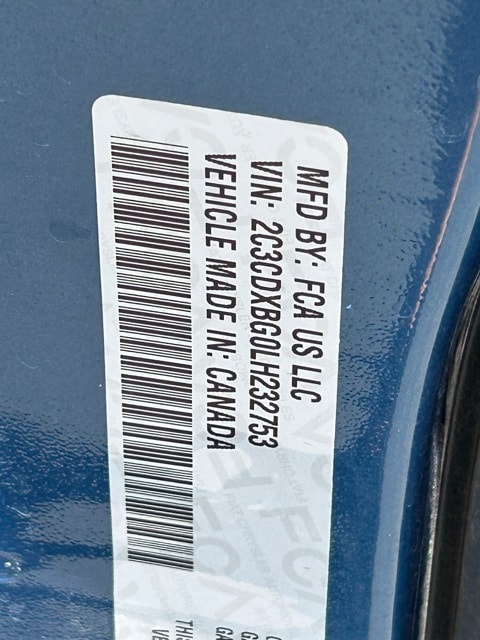 MFD BY: FCA US LLC
VIN: 2C3CDXBG0LH232753
VEHICLE MADE IN: CANADA